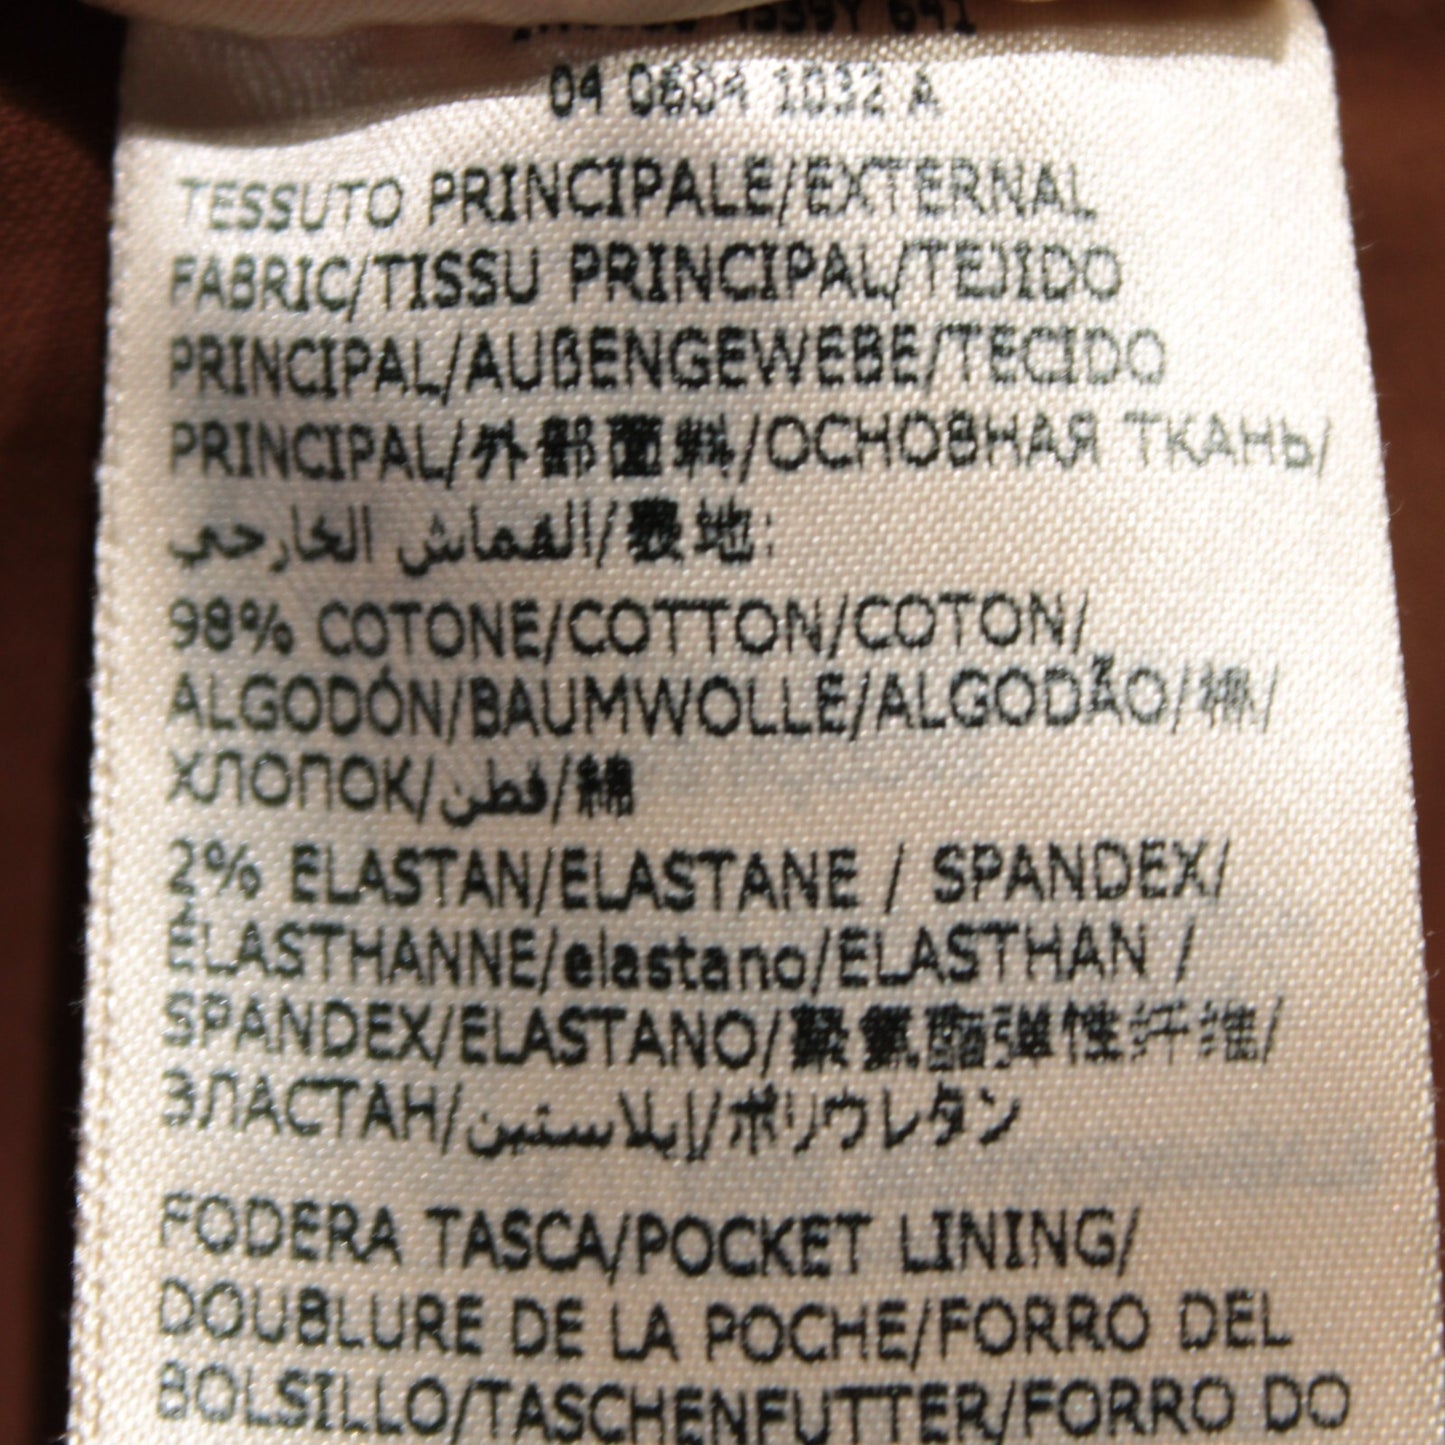 04 0604 1032 A
TESSUTO PRINCIPALE/EXTERNAL
FABRIC/TISSU PRINCIPAL/TEJIDO
PRINCIPAL/AUßENGEWEBE/TECIDO
PRINCIPAL/外部面料/ОСНОВНАЯ ТКАНЬ/
القماش الخارجي/表地:
98% COTONE/COTTON/COTON/
ALGODÓN/BAUMWOLLE/ALGODÃO/棉/
ХЛОПОК/قطن/綿
2% ELASTAN/ELASTANE / SPANDEX/
ÉLASTHANNE/elastano/ELASTHAN /
SPANDEX/ELASTANO/聚氨酯弹性纤维/
ЭЛАСТАН/إيلاستين/ポリウレタン
FODERA TASCA/POCKET LINING/
DOUBLURE DE LA POCHE/FORRO DEL
BOLSILLO/TASCHENFUTTER/FORRO DO